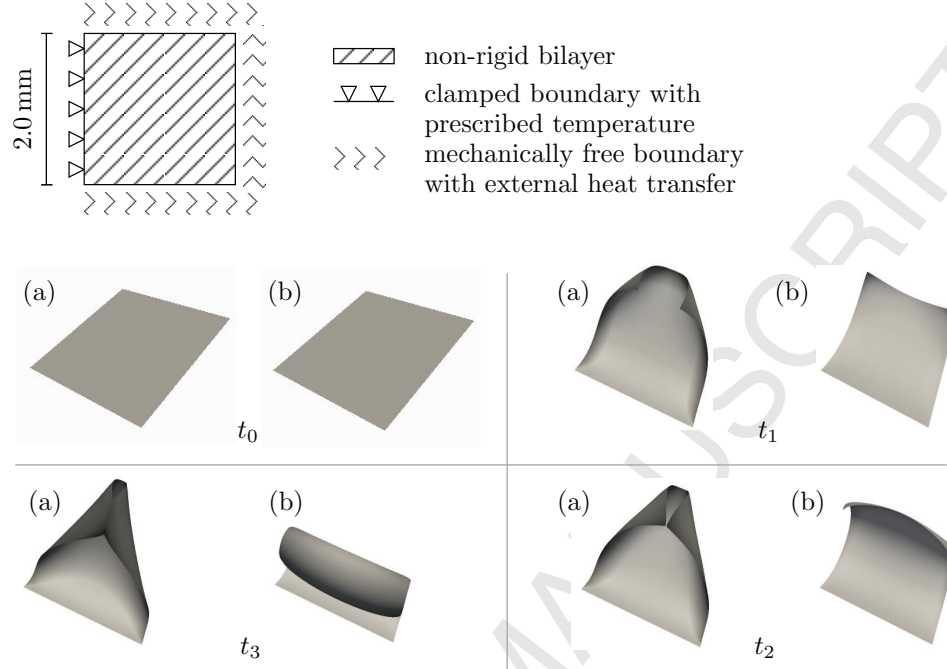 2.0 mm
non-rigid bilayer
clamped boundary with
prescribed temperature
mechanically free boundary
with external heat transfer
(a)
(b)
t0
(a)
(b)
t1
(a)
(b)
t3
(a)
(b)
t2
MANUSCRIPT